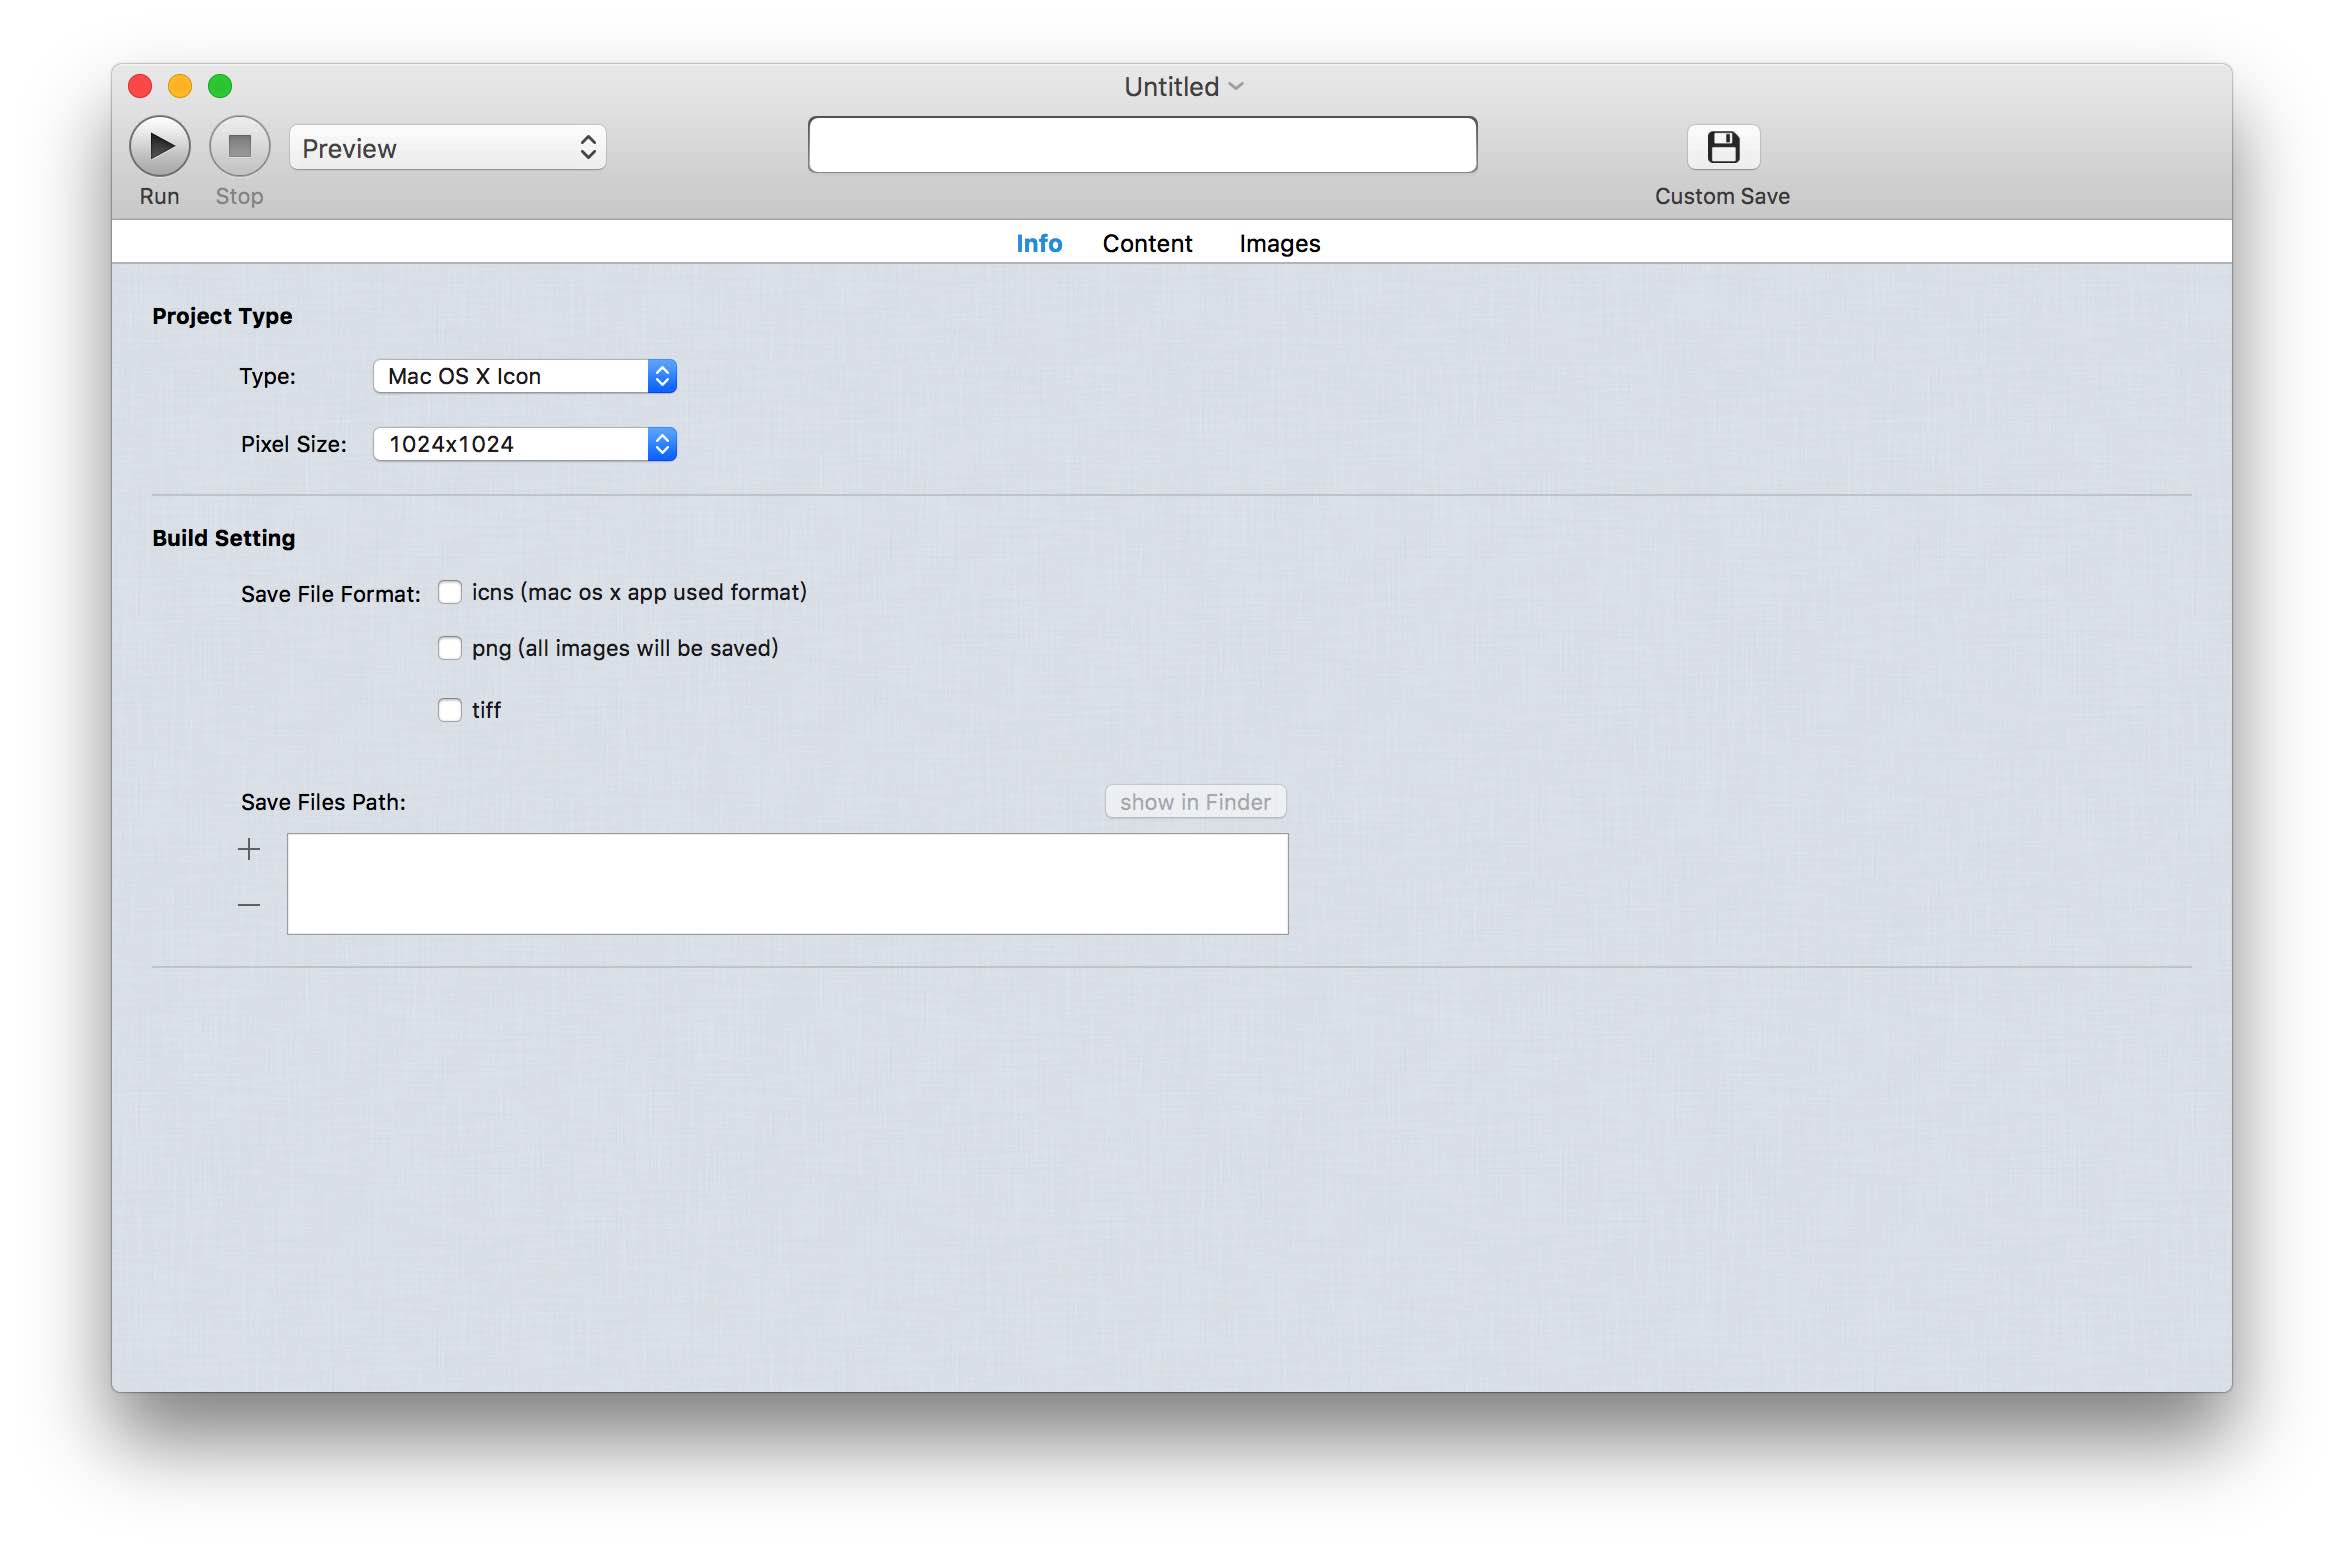 Untitled
Preview
Run
Stop
Custom Save
Info Content Images
Project Type
Type: Mac OS X Icon
Pixel Size: 1024x1024
Build Setting
Save File Format: icns (mac os x app used format)
png (all images will be saved)
tiff
Save Files Path: show in Finder